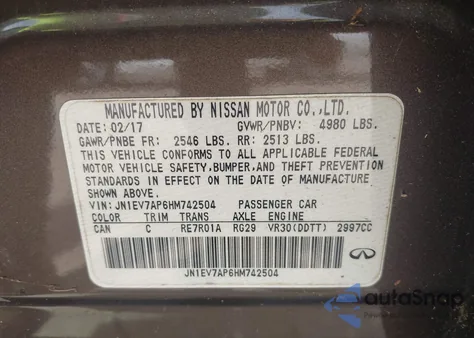 MANUFACTURED BY NISSAN MOTOR CO.,LTD.
DATE: 02/17 GVWR/PNBV: 4980 LBS.
GAWR/PNBE FR: 2546 LBS. RR: 2513 LBS.
THIS VEHICLE CONFORMS TO ALL APPLICABLE FEDERAL
MOTOR VEHICLE SAFETY,BUMPER,AND THEFT PREVENTION
STANDARDS IN EFFECT ON THE DATE OF MANUFACTURE
SHOWN ABOVE.
VIN: JN1EV7AP6HM742504 PASSENGER CAR
COLOR TRIM TRANS AXLE ENGINE
CAN C RE7R01A RG29 VR30(DDTT) 2997CC
JN1EV7AP6HM742504
autoSnap